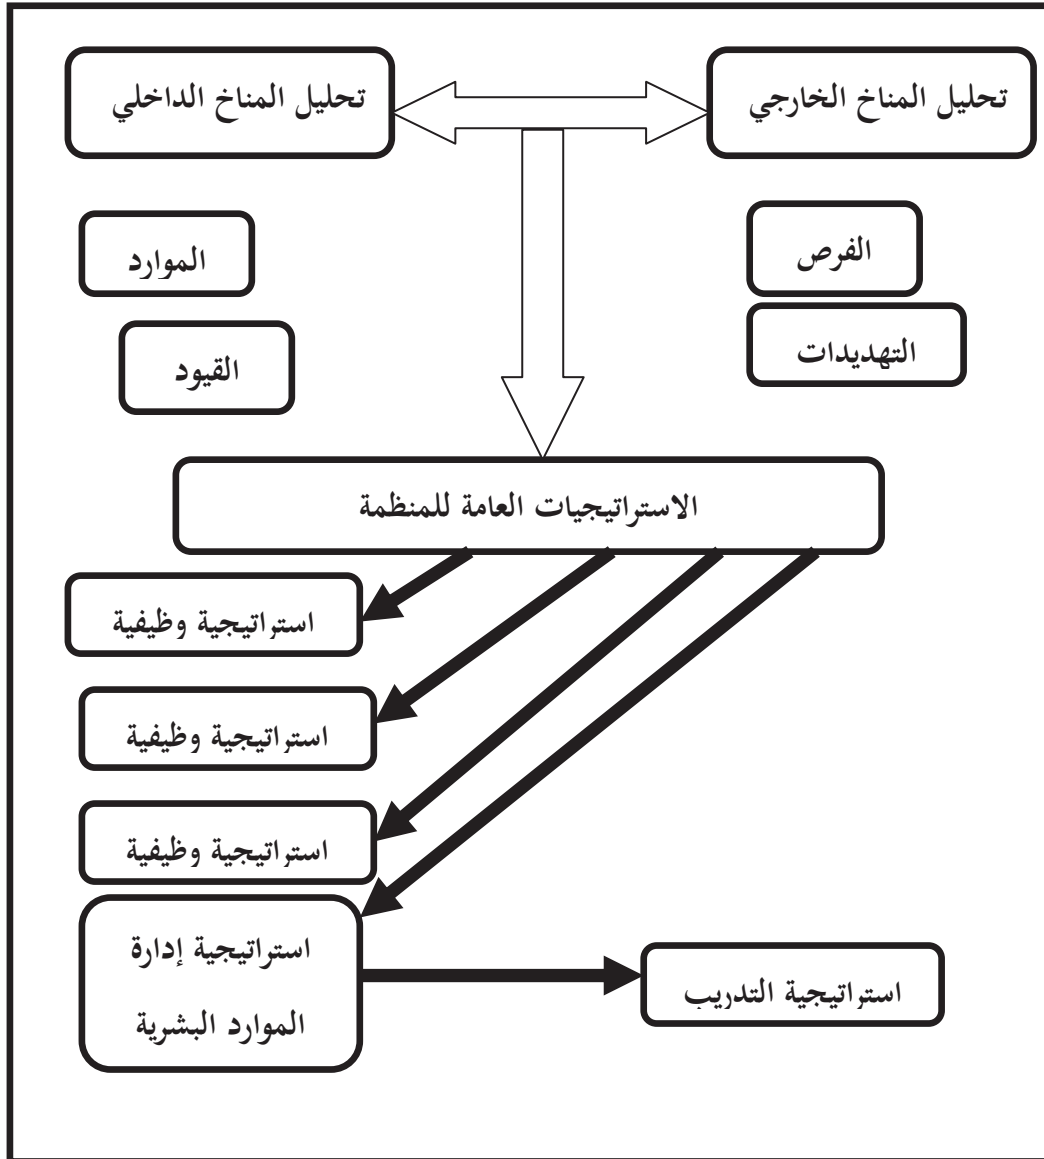 تحليل المناخ الخارجي
تحليل المناخ الداخلي
الفرص
الموارد
التهديدات
القيود
الاستراتيجيات العامة للمنظمة
استراتيجية وظيفية
استراتيجية وظيفية
استراتيجية وظيفية
استراتيجية إدارة
الموارد البشرية
استراتيجية التدريب